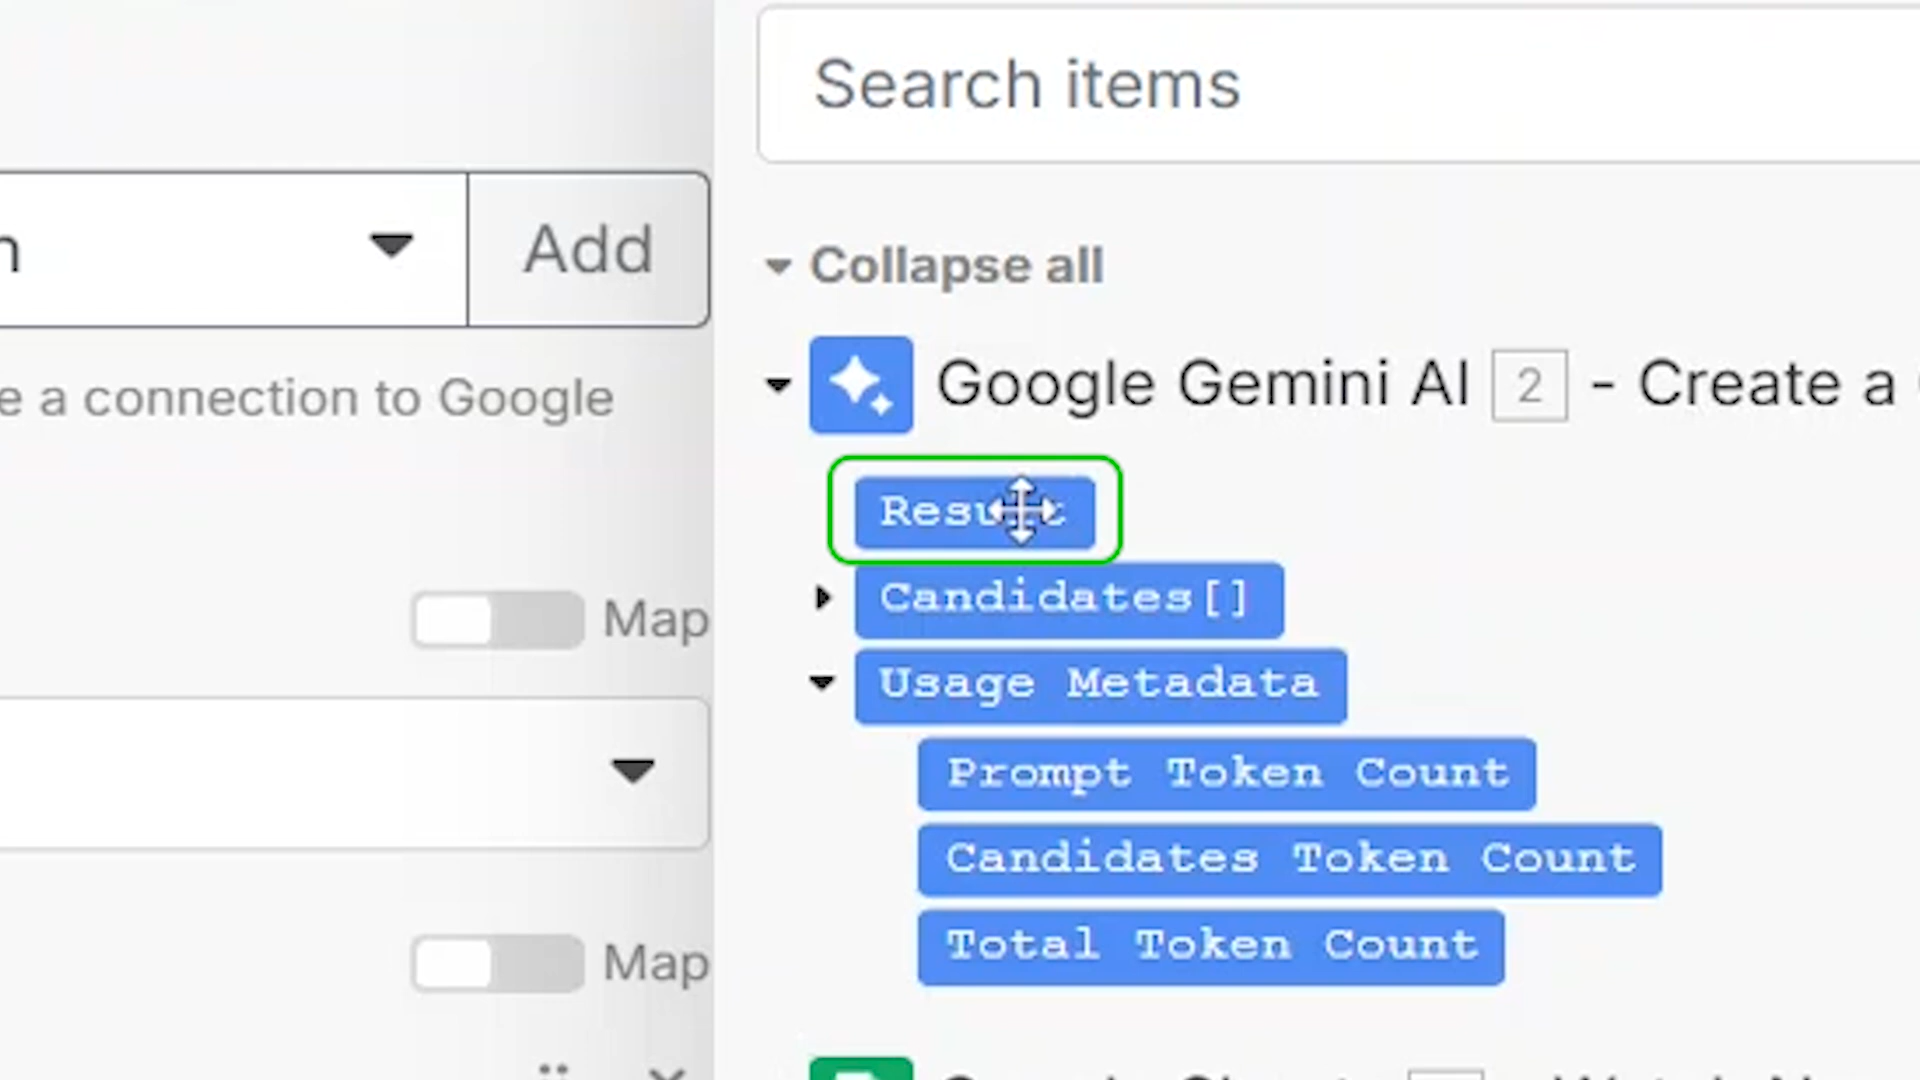 Search items
n
Add
Collapse all
e a connection to Google
Google Gemini AI 2 - Create a
Result
Candidates[]
Map
Usage Metadata
Prompt Token Count
Candidates Token Count
Total Token Count
Map